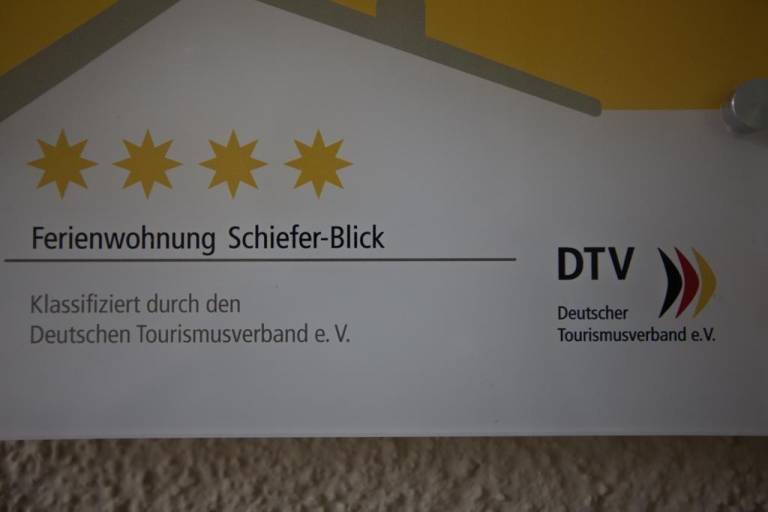 Ferienwohnung Schiefer-Blick
Klassifiziert durch den
Deutschen Tourismusverband e. V.
DTV
Deutscher
Tourismusverband e.V.